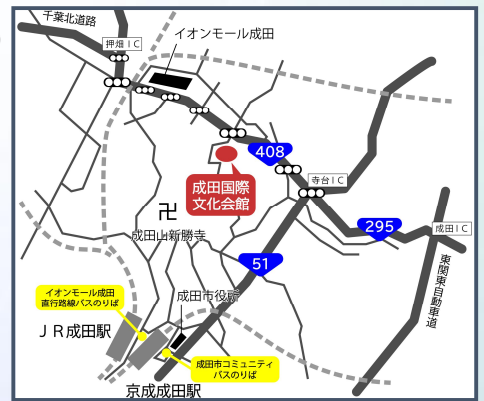 千葉北道路
押畑IC
イオンモール成田
408
成田国際
文化会館
寺台IC
295
成田IC
卍
成田山新勝寺
51
東関東自動車道
イオンモール成田
直行路線バスのりば
成田市役所
JR成田駅
成田市コミュニティ
バスのりば
京成成田駅